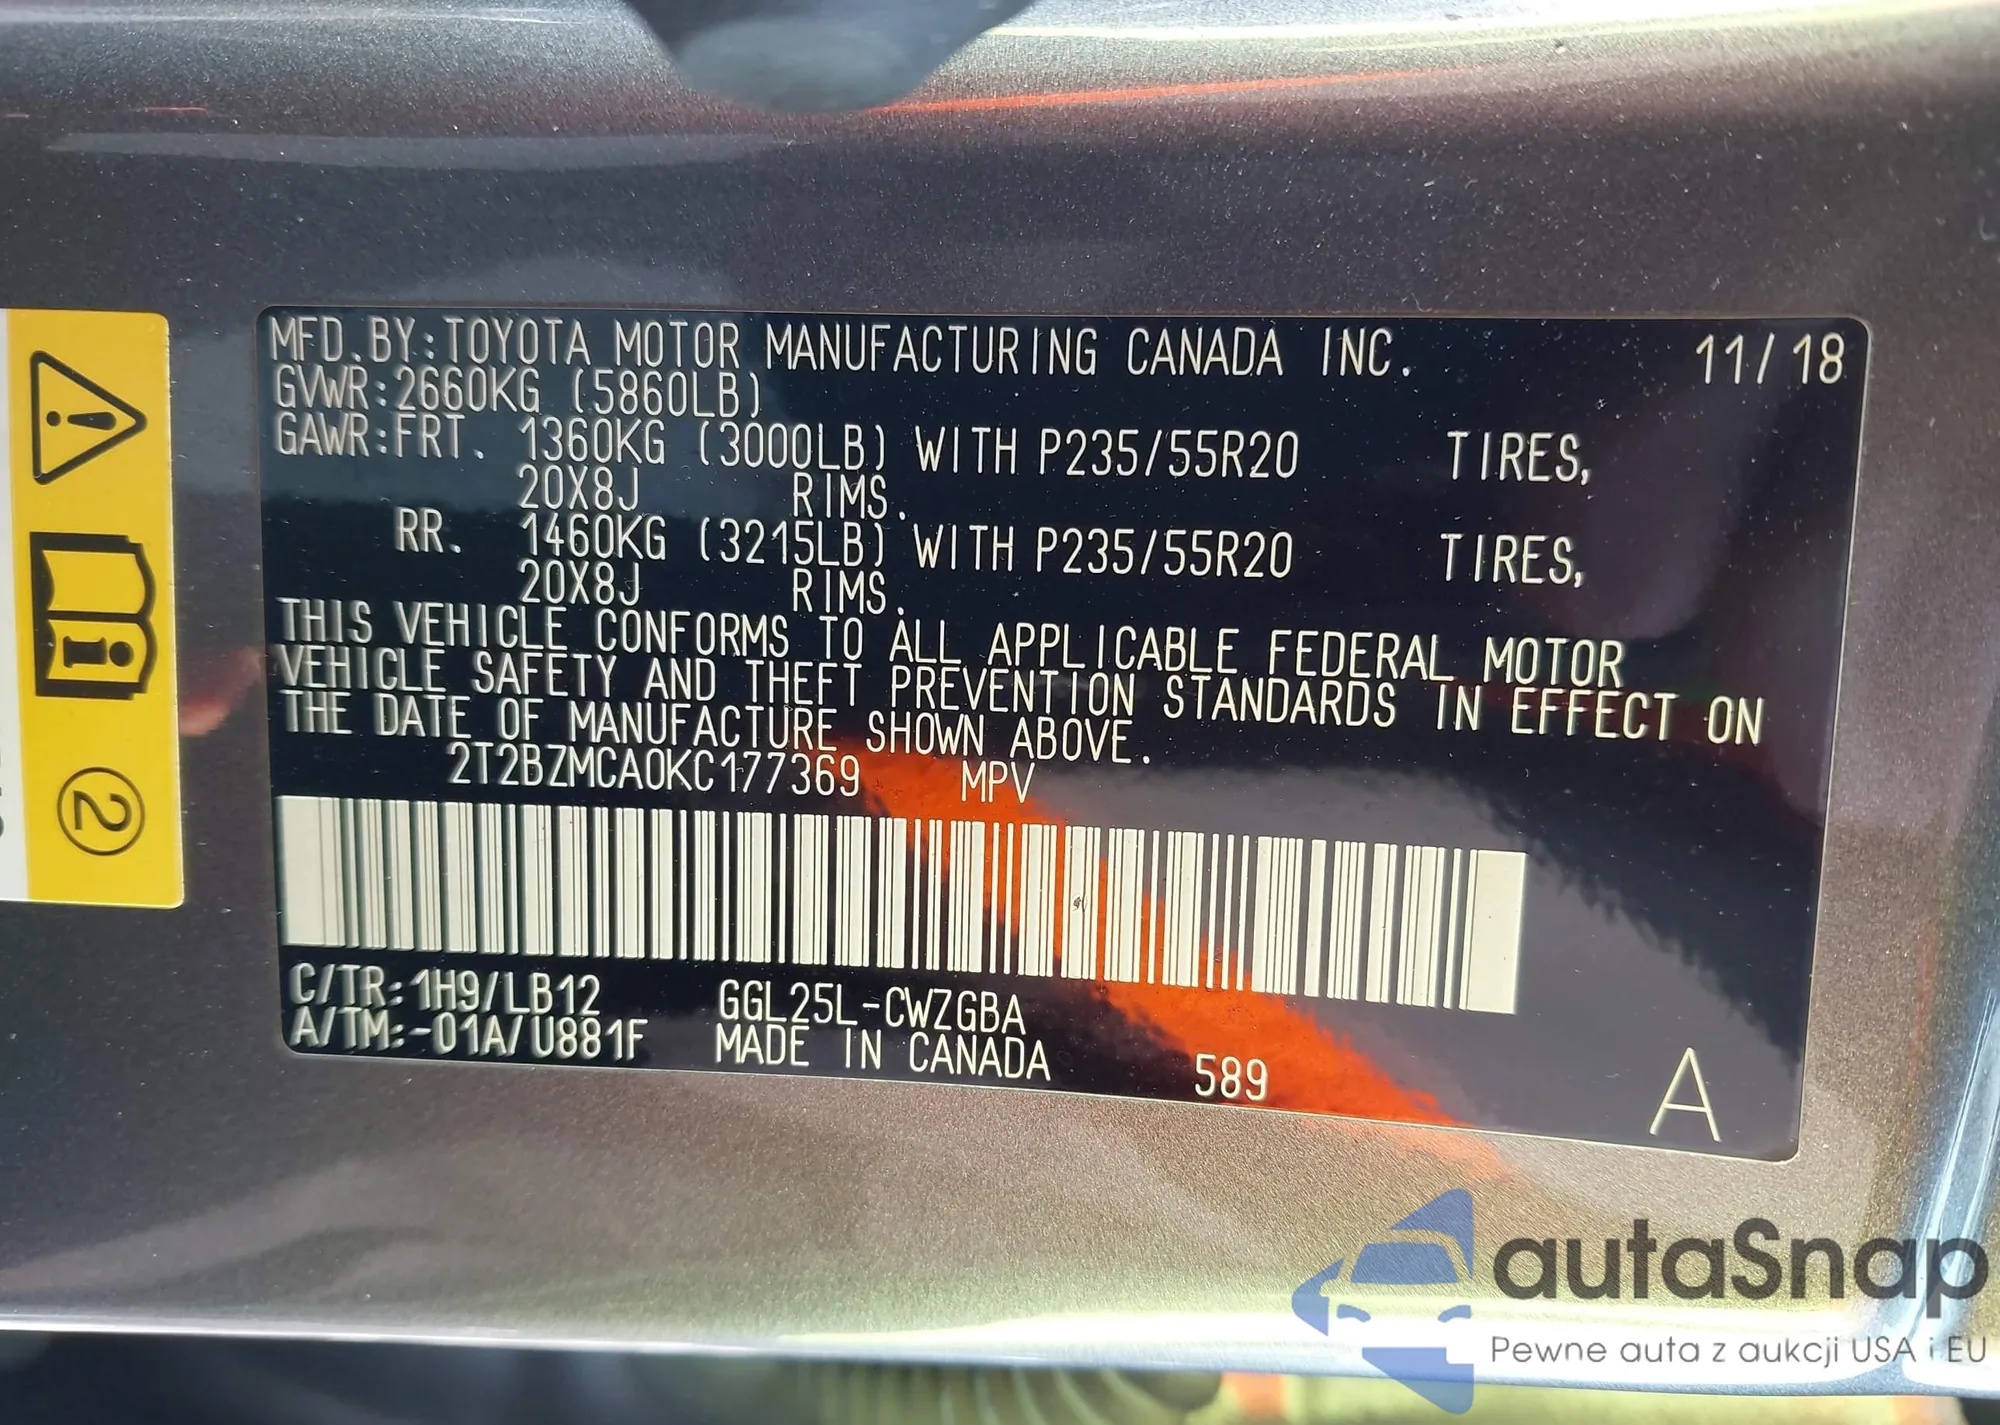 MFD.BY:TOYOTA MOTOR MANUFACTURING CANADA INC. 11/18
GVWR:2660KG (5860LB)
GAWR:FRT. 1360KG (3000LB) WITH P235/55R20 TIRES,
20X8J RIMS.
RR. 1460KG (3215LB) WITH P235/55R20 TIRES,
20X8J RIMS.
THIS VEHICLE CONFORMS TO ALL APPLICABLE FEDERAL MOTOR
VEHICLE SAFETY AND THEFT PREVENTION STANDARDS IN EFFECT ON
THE DATE OF MANUFACTURE SHOWN ABOVE.
2T2BZMCA0KC177369 MPV
C/TR:1H9/LB12 GGL25L-CWZGBA
A/TM:-01A/U881F MADE IN CANADA 589 A
2
autaSnap
Pewne auta z aukcji USA i EU